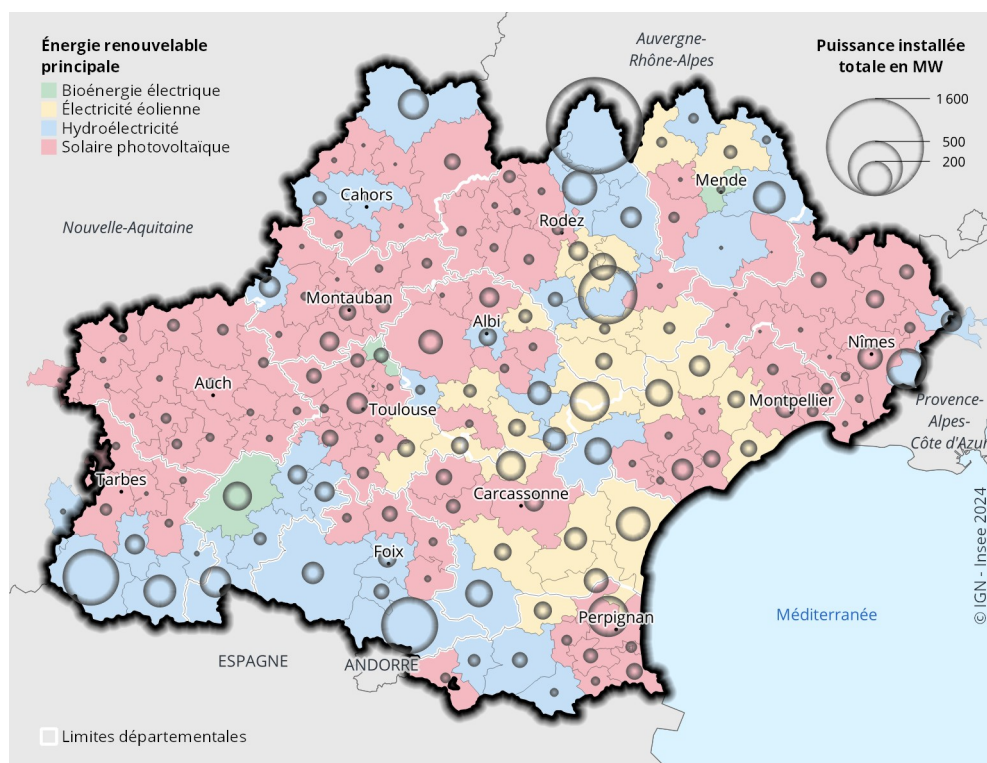 Énergie renouvelable
principale
Bioénergie électrique
Électricité éolienne
Hydroélectricité
Solaire photovoltaïque
Auvergne-
Rhône-Alpes
Puissance installée
totale en MW
1 600
500
200
Nouvelle-Aquitaine
Cahors
Mende
Rodez
Montauban
Albi
Nîmes
Auch
Toulouse
Montpellier
Provence-
Alpes-
Côte d'Azur
Tarbes
Carcassonne
Foix
Perpignan
Méditerranée
ESPAGNE
ANDORRE
Limites départementales
© IGN - Insee 2024